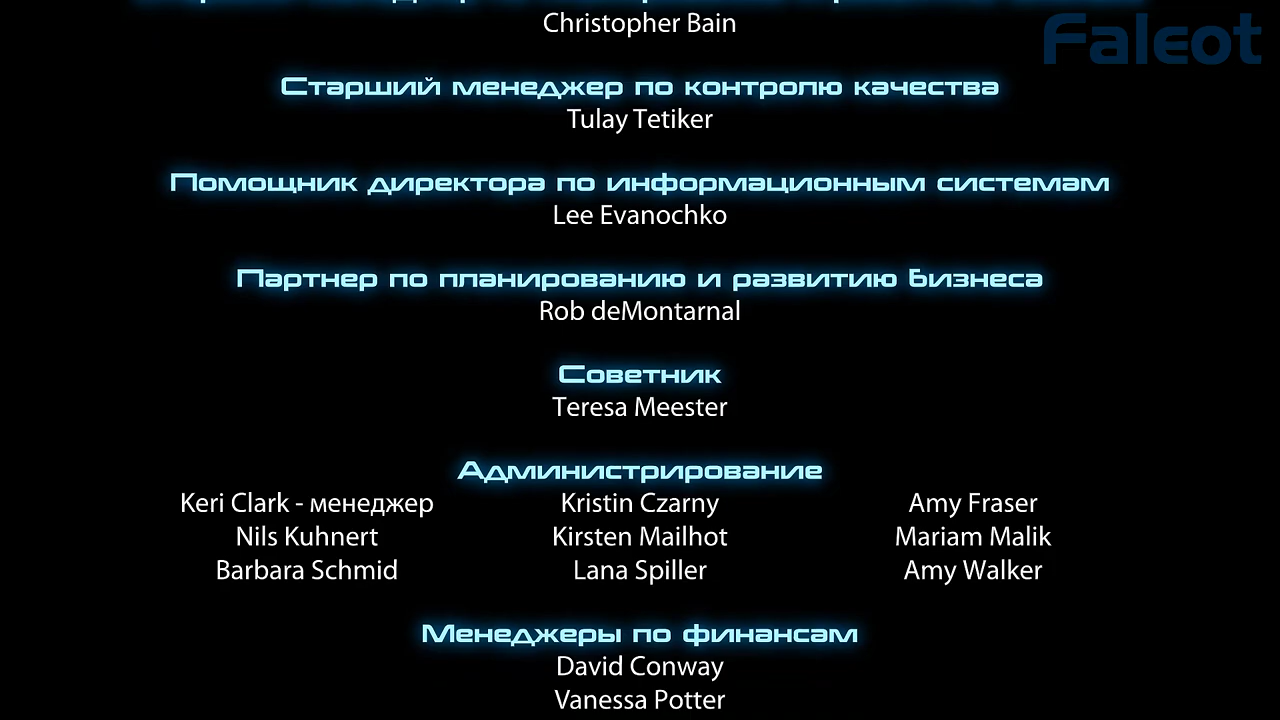 Christopher Bain
Faleot
Старший менеджер по контролю качества
Tulay Tetiker
Помощник директора по информационным системам
Lee Evanochko
Партнер по планированию и развитию бизнеса
Rob deMontarnal
Советник
Teresa Meester
Администрирование
Keri Clark - менеджер Kristin Czarny Amy Fraser
Nils Kuhnert Kirsten Mailhot Mariam Malik
Barbara Schmid Lana Spiller Amy Walker
Менеджеры по финансам
David Conway
Vanessa Potter